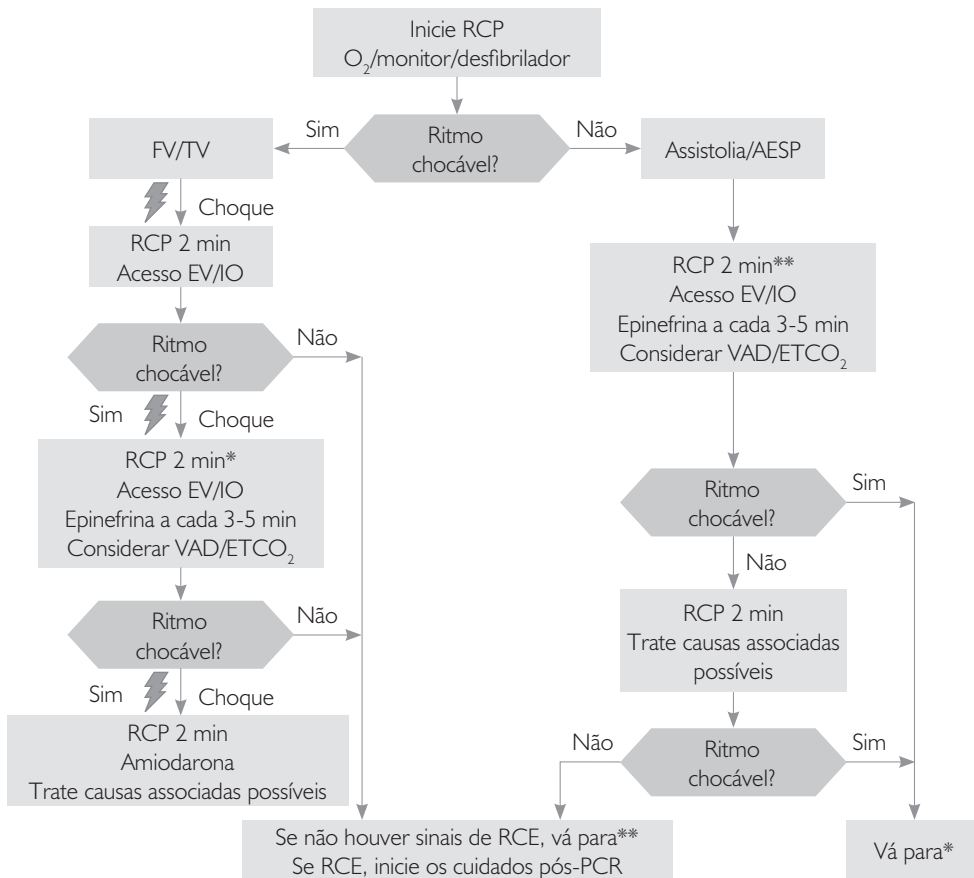 Inicie RCP
O₂/monitor/desfibrilador
Ritmo
chocável?
Sim
Não
FV/TV
Choque
RCP 2 min
Acesso EV/IO
Ritmo
chocável?
Não
Sim
Choque
RCP 2 min*
Acesso EV/IO
Epinefrina a cada 3-5 min
Considerar VAD/ETCO₂
Ritmo
chocável?
Não
Sim
Choque
RCP 2 min
Amiodarona
Trate causas associadas possíveis
Assistolia/AESP
RCP 2 min**
Acesso EV/IO
Epinefrina a cada 3-5 min
Considerar VAD/ETCO₂
Ritmo
chocável?
Sim
Não
RCP 2 min
Trate causas associadas
possíveis
Ritmo
chocável?
Não
Sim
Se não houver sinais de RCE, vá para**
Se RCE, inicie os cuidados pós-PCR
Vá para*